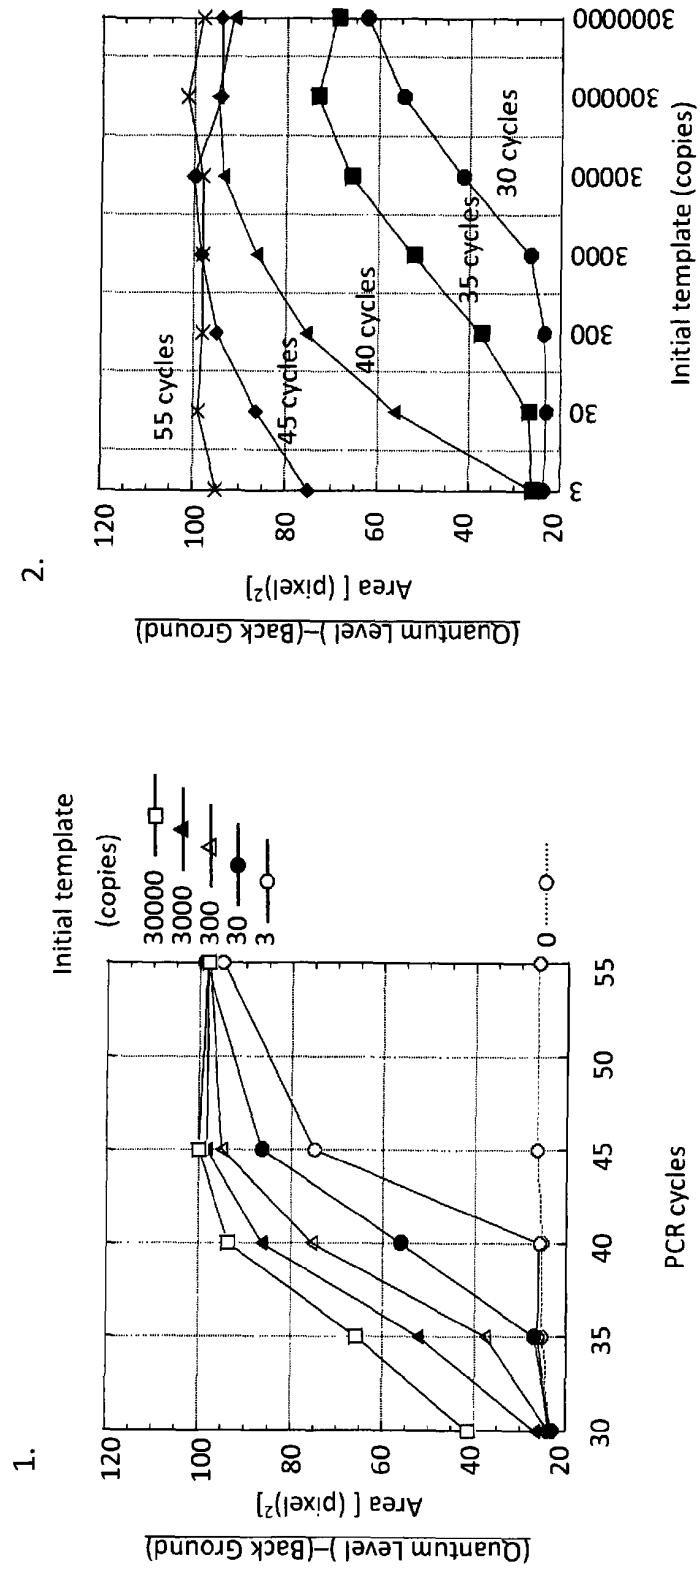 1.
(Quantum Level)−(Back Ground)
Area [ (pixel)²]
120
100
80
60
40
20
30
35
40
45
50
55
PCR cycles
Initial template
(copies)
30000
3000
300
30
3
0
2.
(Quantum Level )−(Back Ground)
Area [ (pixel)²]
120
100
80
60
40
20
55 cycles
45 cycles
40 cycles
35 cycles
30 cycles
3
30
300
3000
30000
300000
3000000
Initial template (copies)